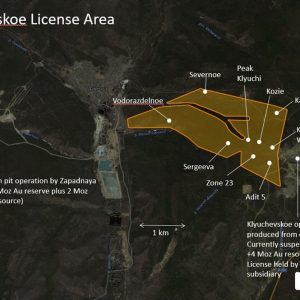 skoe License Area
Severnoe
Peak
Klyuchi
Kozie
Vodorazdelnoe
Sergeeva
Zone 23
Adit 5
pit operation by Zapadnaya
Moz Au reserve plus 2 Moz
source)
1 km
Klyuchevskoe op
produced from
Currently suspe
+4 Moz Au reso
License held by
subsidiary